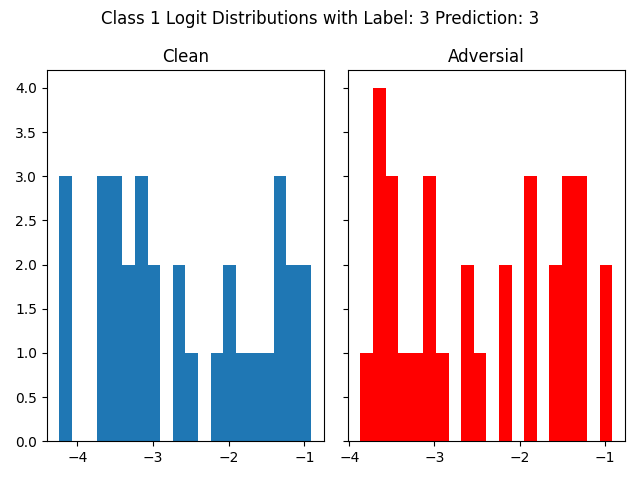 Class 1 Logit Distributions with Label: 3 Prediction: 3
Clean
Adversial
4.0
3.5
3.0
2.5
2.0
1.5
1.0
0.5
0.0
−4 −3 −2 −1
−4 −3 −2 −1